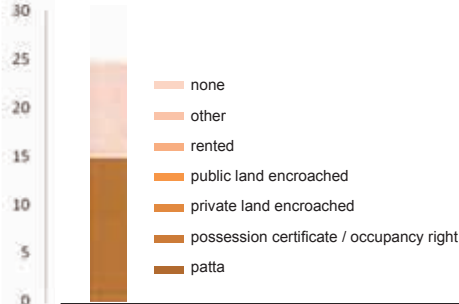 30
25
20
15
10
5
0
none
other
rented
public land encroached
private land encroached
possession certificate / occupancy right
patta